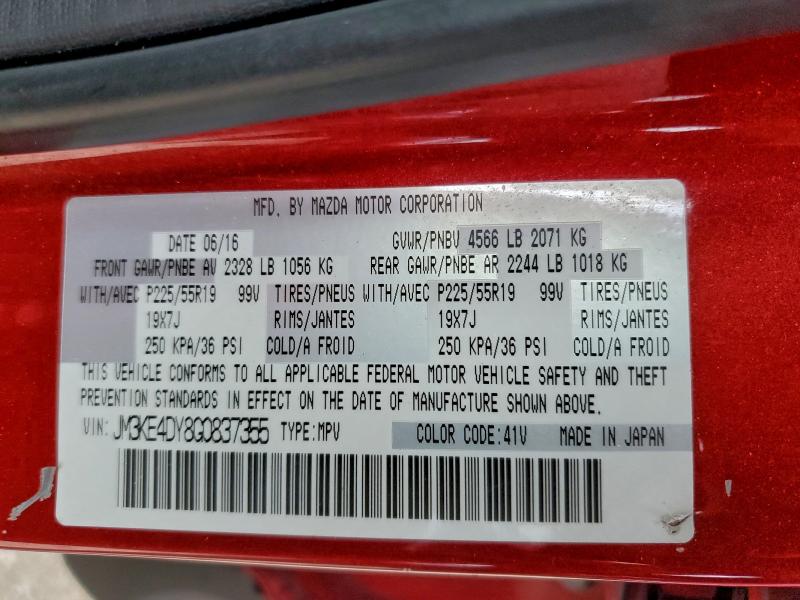 MFD. BY MAZDA MOTOR CORPORATION
DATE 06/16 GVWR/PNBV 4566 LB 2071 KG
FRONT GAWR/PNBE AV 2328 LB 1056 KG REAR GAWR/PNBE AR 2244 LB 1018 KG
WITH/AVEC P225/55R19 99V TIRES/PNEUS WITH/AVEC P225/55R19 99V TIRES/PNEUS
19X7J RIMS/JANTES 19X7J RIMS/JANTES
250 KPA/36 PSI COLD/A FROID 250 KPA/36 PSI COLD/A FROID
THIS VEHICLE CONFORMS TO ALL APPLICABLE FEDERAL MOTOR VEHICLE SAFETY AND THEFT
PREVENTION STANDARDS IN EFFECT ON THE DATE OF MANUFACTURE SHOWN ABOVE.
VIN: JM3KE4DY8G0837355 TYPE:MPV COLOR CODE:41V MADE IN JAPAN